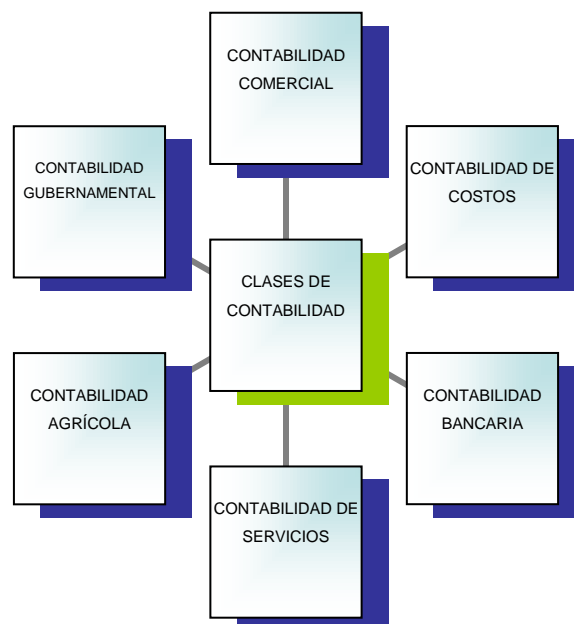 CONTABILIDAD
COMERCIAL
CONTABILIDAD
GUBERNAMENTAL
CONTABILIDAD DE
COSTOS
CLASES DE
CONTABILIDAD
CONTABILIDAD
AGRÍCOLA
CONTABILIDAD
BANCARIA
CONTABILIDAD DE
SERVICIOS